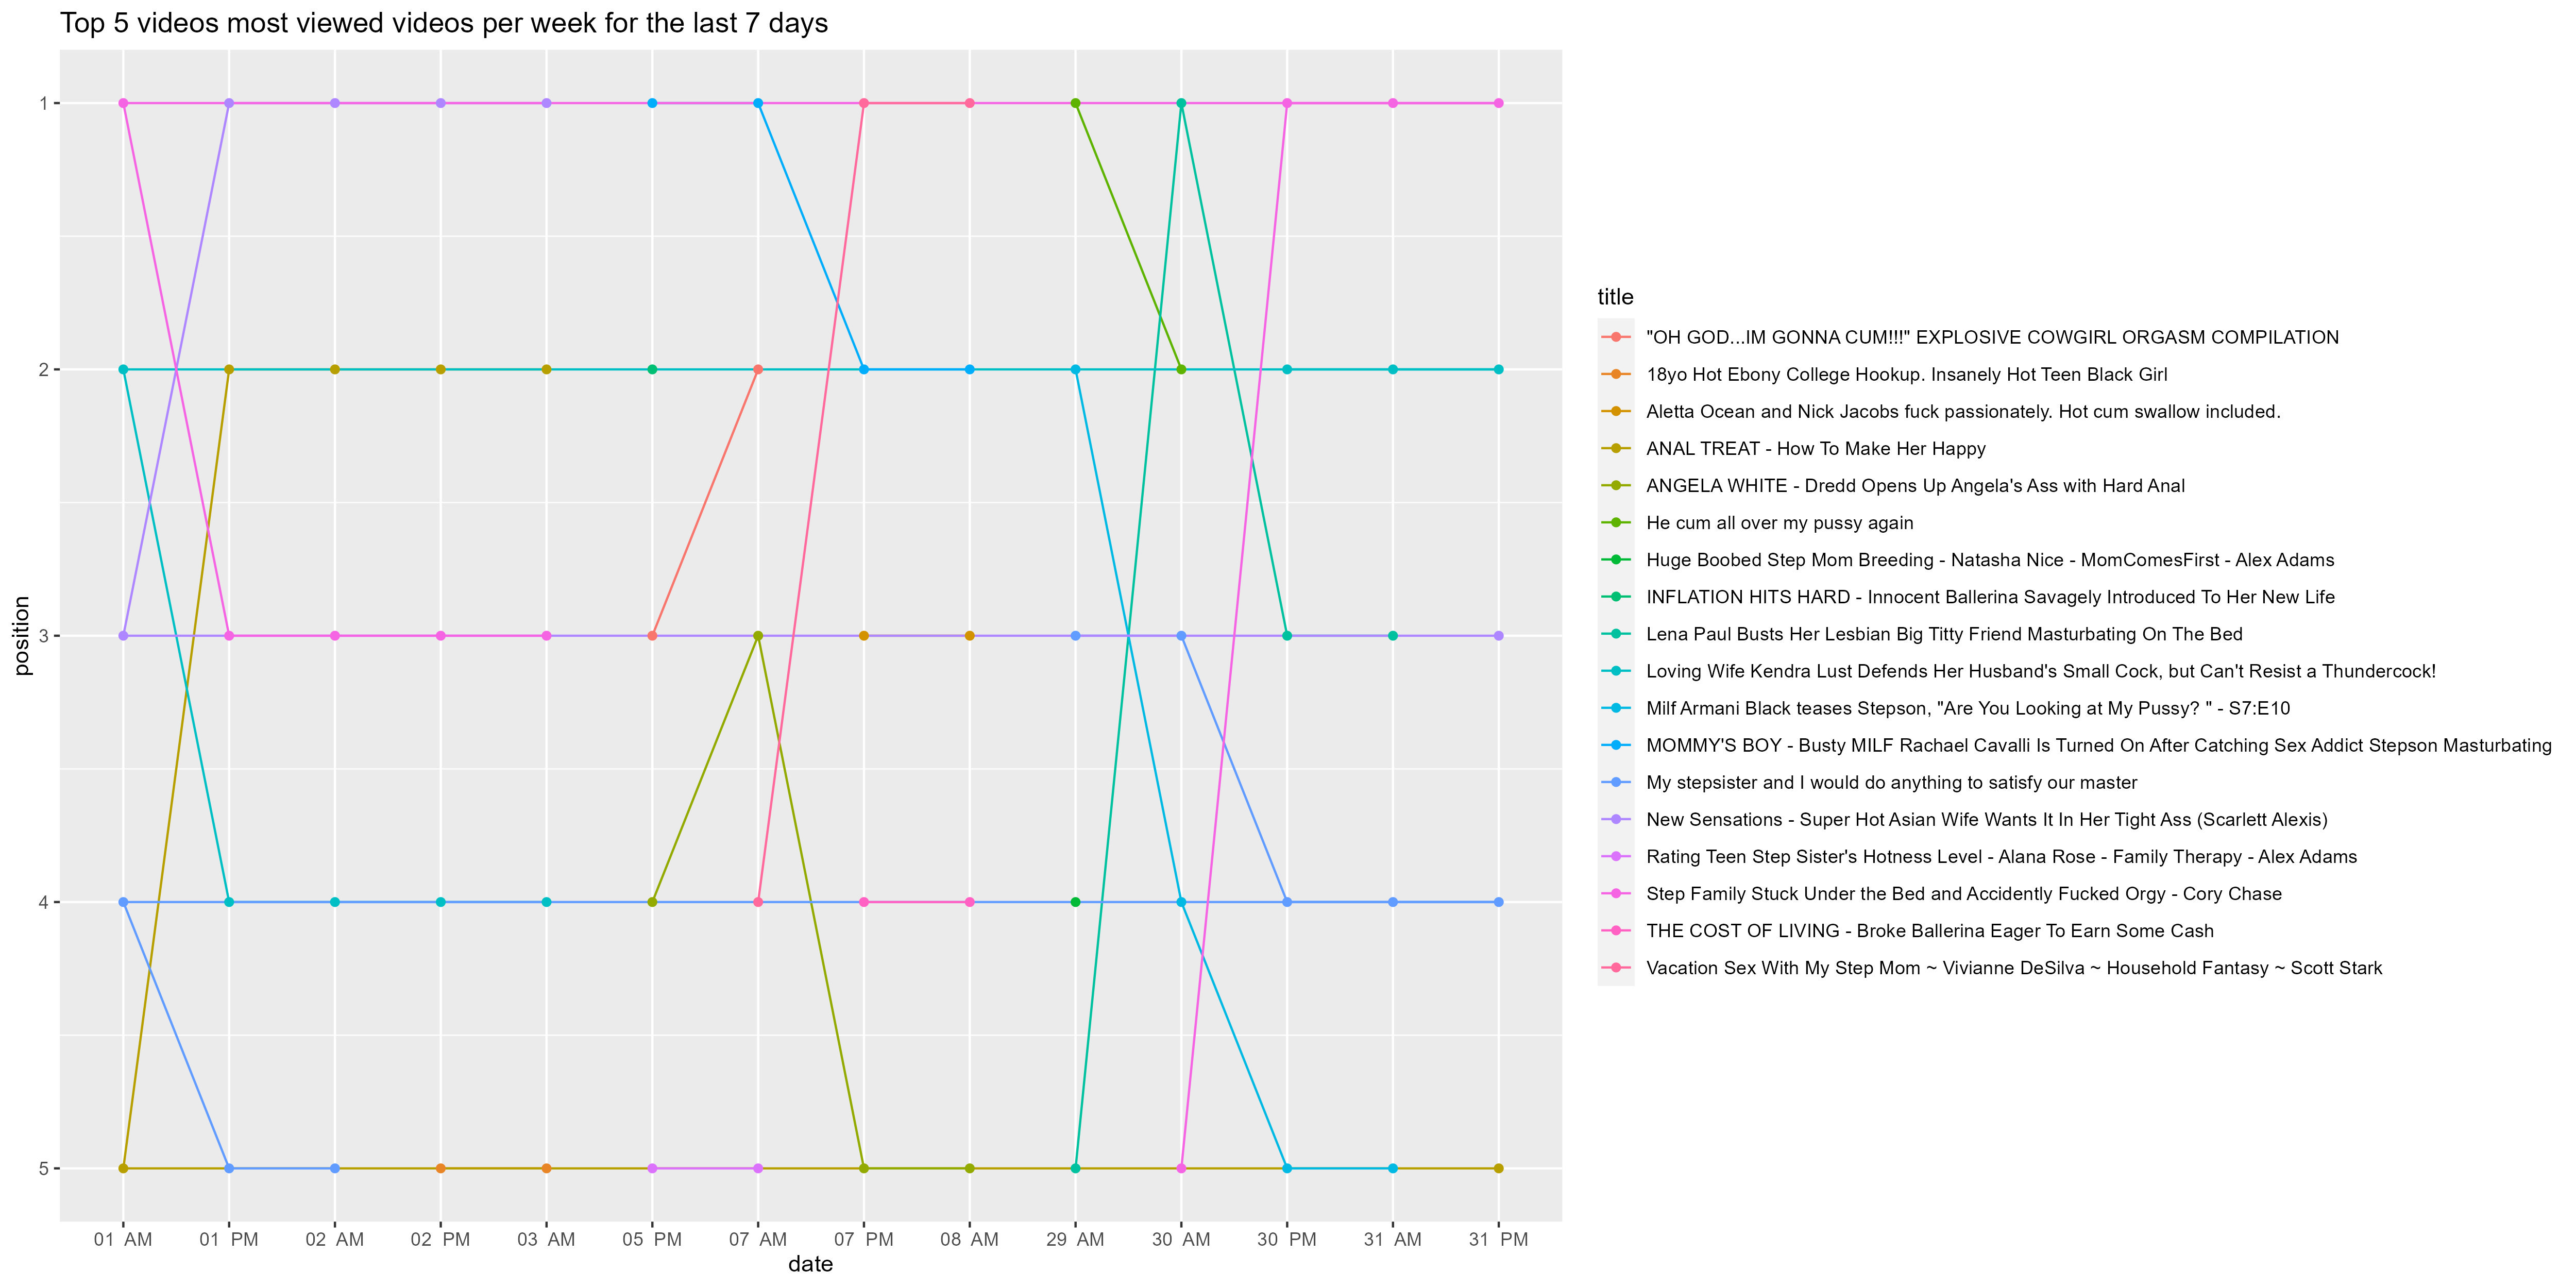 Top 5 videos most viewed videos per week for the last 7 days
1
2
3
4
5
position
01 AM
01 PM
02 AM
02 PM
03 AM
05 PM
07 AM
07 PM
08 AM
29 AM
30 AM
30 PM
31 AM
31 PM
date
title
"OH GOD...IM GONNA CUM!!!" EXPLOSIVE COWGIRL ORGASM COMPILATION
18yo Hot Ebony College Hookup. Insanely Hot Teen Black Girl
Aletta Ocean and Nick Jacobs fuck passionately. Hot cum swallow included.
ANAL TREAT - How To Make Her Happy
ANGELA WHITE - Dredd Opens Up Angela's Ass with Hard Anal
He cum all over my pussy again
Huge Boobed Step Mom Breeding - Natasha Nice - MomComesFirst - Alex Adams
INFLATION HITS HARD - Innocent Ballerina Savagely Introduced To Her New Life
Lena Paul Busts Her Lesbian Big Titty Friend Masturbating On The Bed
Loving Wife Kendra Lust Defends Her Husband's Small Cock, but Can't Resist a Thundercock!
Milf Armani Black teases Stepson, "Are You Looking at My Pussy? " - S7:E10
MOMMY'S BOY - Busty MILF Rachael Cavalli Is Turned On After Catching Sex Addict Stepson Masturbating
My stepsister and I would do anything to satisfy our master
New Sensations - Super Hot Asian Wife Wants It In Her Tight Ass (Scarlett Alexis)
Rating Teen Step Sister's Hotness Level - Alana Rose - Family Therapy - Alex Adams
Step Family Stuck Under the Bed and Accidently Fucked Orgy - Cory Chase
THE COST OF LIVING - Broke Ballerina Eager To Earn Some Cash
Vacation Sex With My Step Mom ~ Vivianne DeSilva ~ Household Fantasy ~ Scott Stark